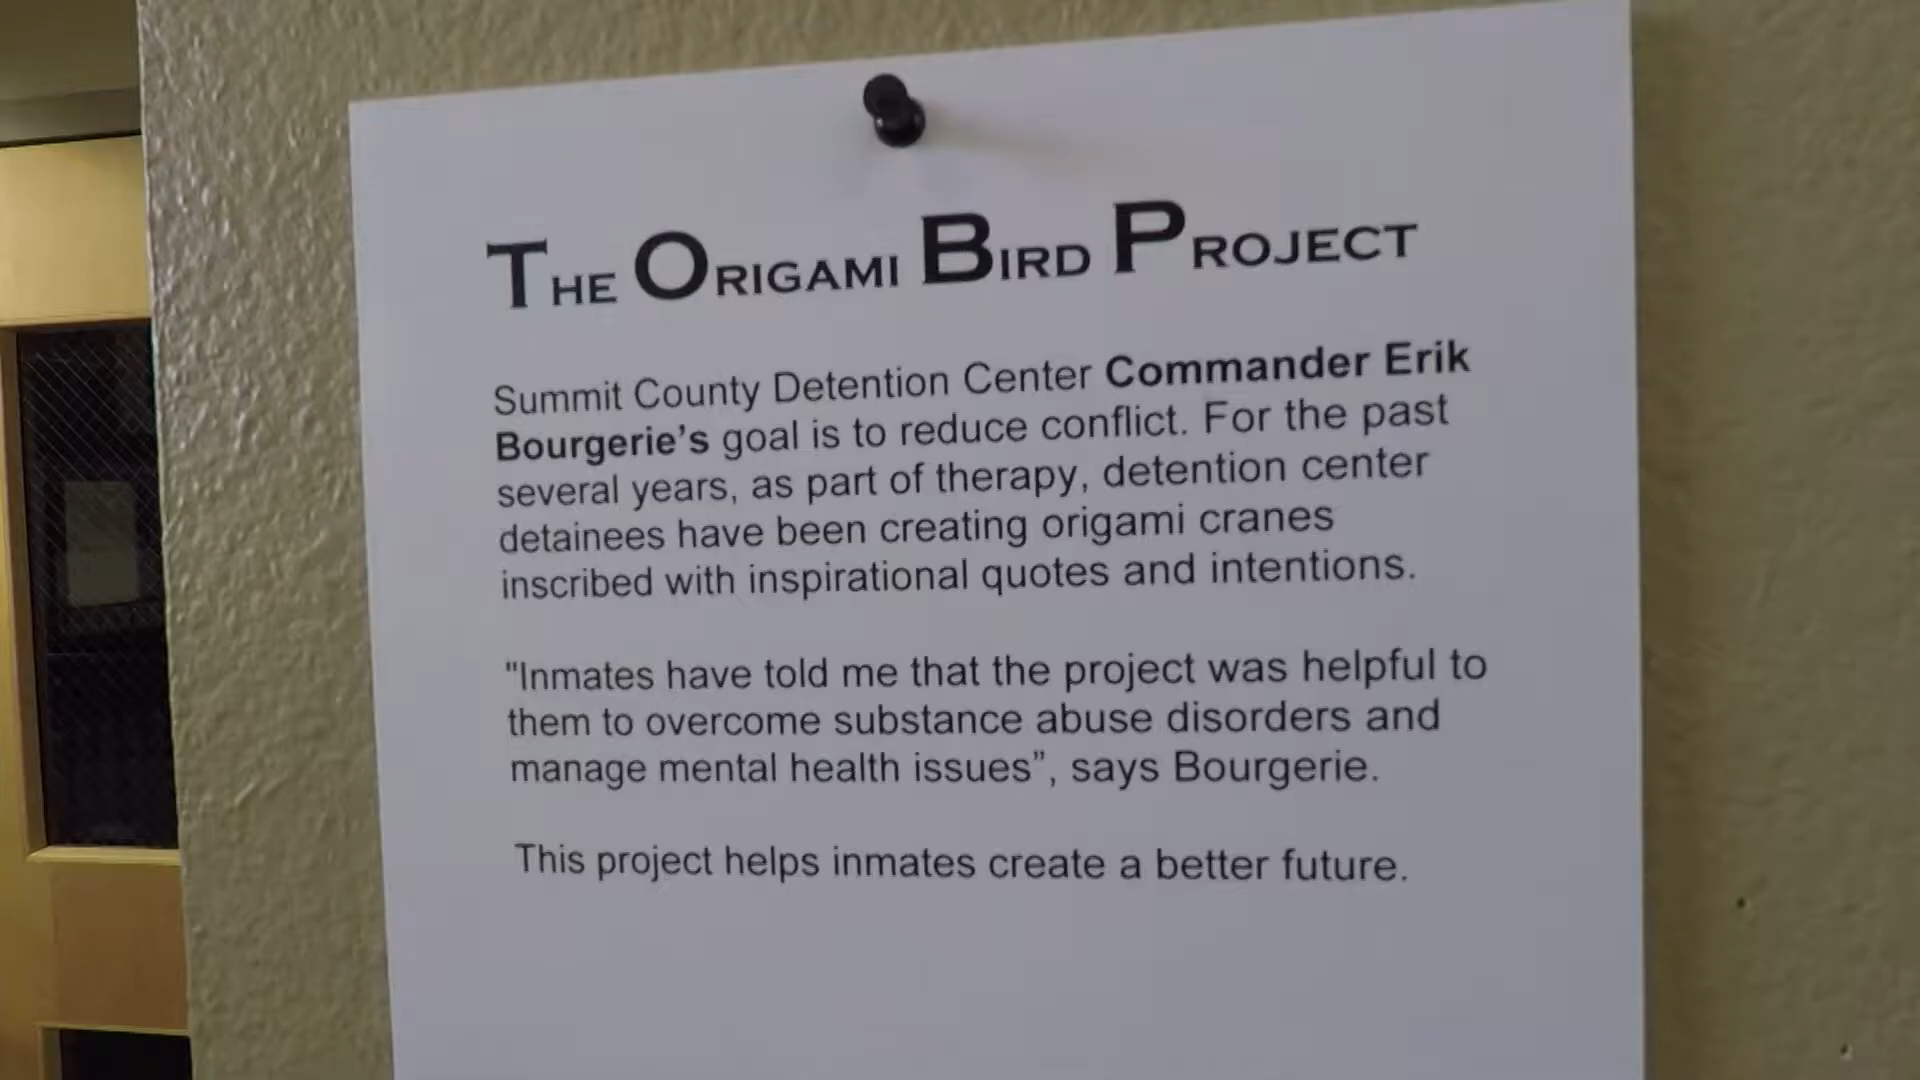 THE ORIGAMI BIRD PROJECT
Summit County Detention Center Commander Erik
Bourgerie’s goal is to reduce conflict. For the past
several years, as part of therapy, detention center
detainees have been creating origami cranes
inscribed with inspirational quotes and intentions.
"Inmates have told me that the project was helpful to
them to overcome substance abuse disorders and
manage mental health issues”, says Bourgerie.
This project helps inmates create a better future.